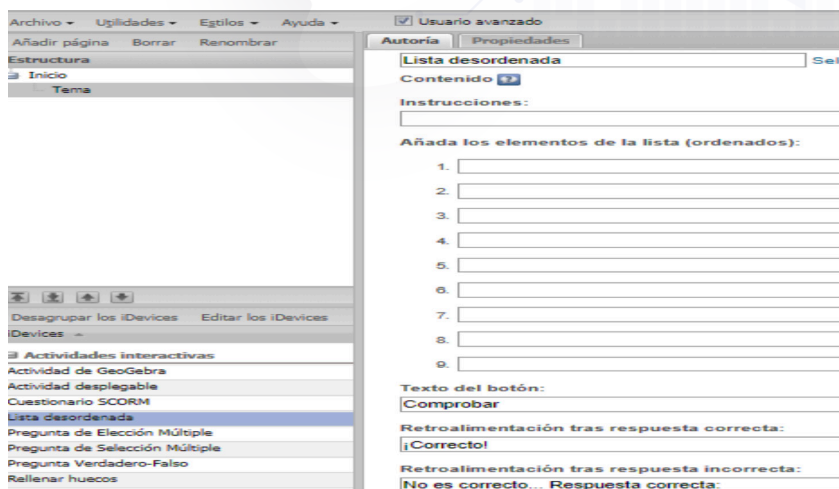 Archivo Utilidades Estilos Ayuda
Usuario avanzado
Añadir página Borrar Renombrar
Autoría Propiedades
Estructura
Inicio
Tema
Lista desordenada
Contenido
Instrucciones:
Añada los elementos de la lista (ordenados):
1.
2.
3.
4.
5.
6.
7.
8.
9.
Desagrupar los iDevices Editar los iDevices
iDevices
Actividades interactivas
Actividad de GeoGebra
Actividad desplegable
Cuestionario SCORM
Lista desordenada
Pregunta de Elección Múltiple
Pregunta de Selección Múltiple
Pregunta Verdadero-Falso
Rellenar huecos
Texto del botón:
Comprobar
Retroalimentación tras respuesta correcta:
¡Correcto!
Retroalimentación tras respuesta incorrecta:
No es correcto... Respuesta correcta: